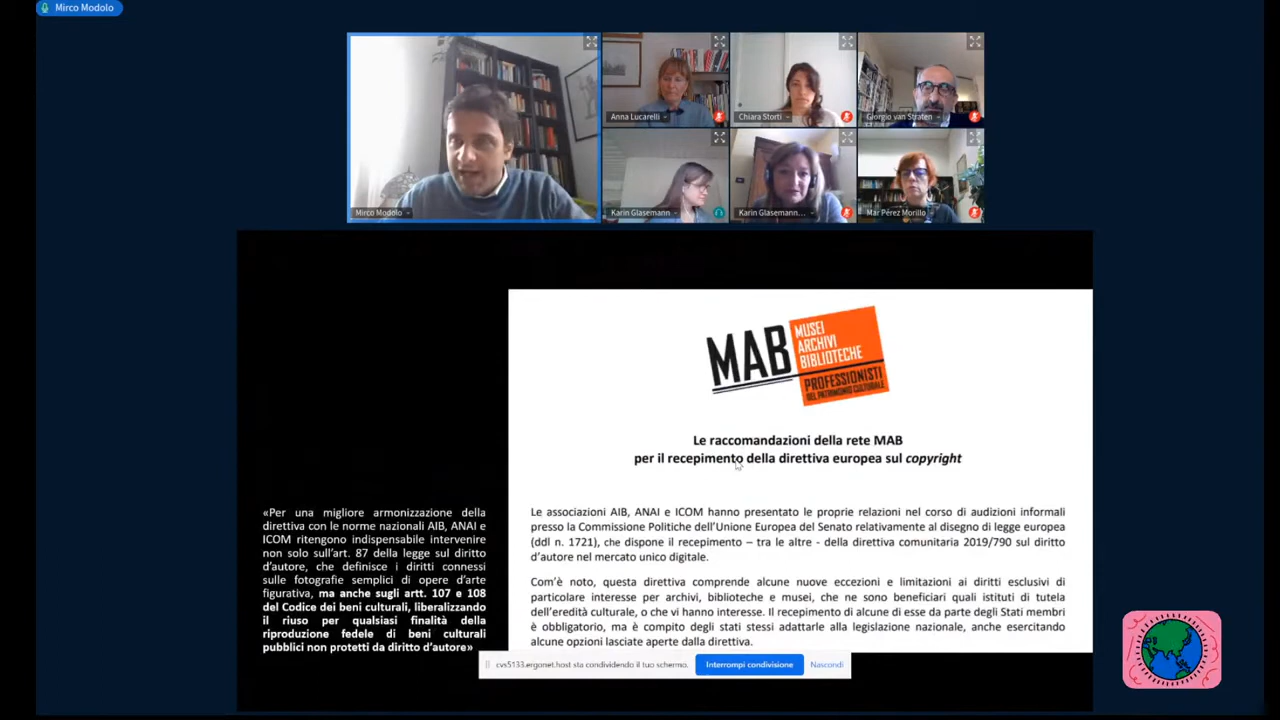 Mirco Modolo
Anna Lucarelli
Chiara Storti
Giorgio van Straten
Mirco Modolo
Karin Glasemann
Karin Glasemann...
Mar Pérez Morillo
«Per una migliore armonizzazione della
direttiva con le norme nazionali AIB, ANAI e
ICOM ritengono indispensabile intervenire
non solo sull'art. 87 della legge sul diritto
d'autore, che definisce i diritti connessi
sulle fotografie semplici di opere d'arte
figurativa, ma anche sugli artt. 107 e 108
del Codice dei beni culturali, liberalizzando
il riuso per qualsiasi finalità della
riproduzione fedele di beni culturali
pubblici non protetti da diritto d'autore»
MAB
MUSEI
ARCHIVI
BIBLIOTECHE
PROFESSIONISTI
DEL PATRIMONIO CULTURALE
Le raccomandazioni della rete MAB
per il recepimento della direttiva europea sul copyright
Le associazioni AIB, ANAI e ICOM hanno presentato le proprie relazioni nel corso di audizioni informali
presso la Commissione Politiche dell'Unione Europea del Senato relativamente al disegno di legge europea
(ddl n. 1721), che dispone il recepimento – tra le altre - della direttiva comunitaria 2019/790 sul diritto
d'autore nel mercato unico digitale.
Com'è noto, questa direttiva comprende alcune nuove eccezioni e limitazioni ai diritti esclusivi di
particolare interesse per archivi, biblioteche e musei, che ne sono beneficiari quali istituti di tutela
dell'eredità culturale, o che vi hanno interesse. Il recepimento di alcune di esse da parte degli Stati membri
è obbligatorio, ma è compito degli stati stessi adattarle alla legislazione nazionale, anche esercitando
alcune opzioni lasciate aperte dalla direttiva.
cvs5133.ergonet.host sta condividendo il tuo schermo.
Interrompi condivisione
Nascondi